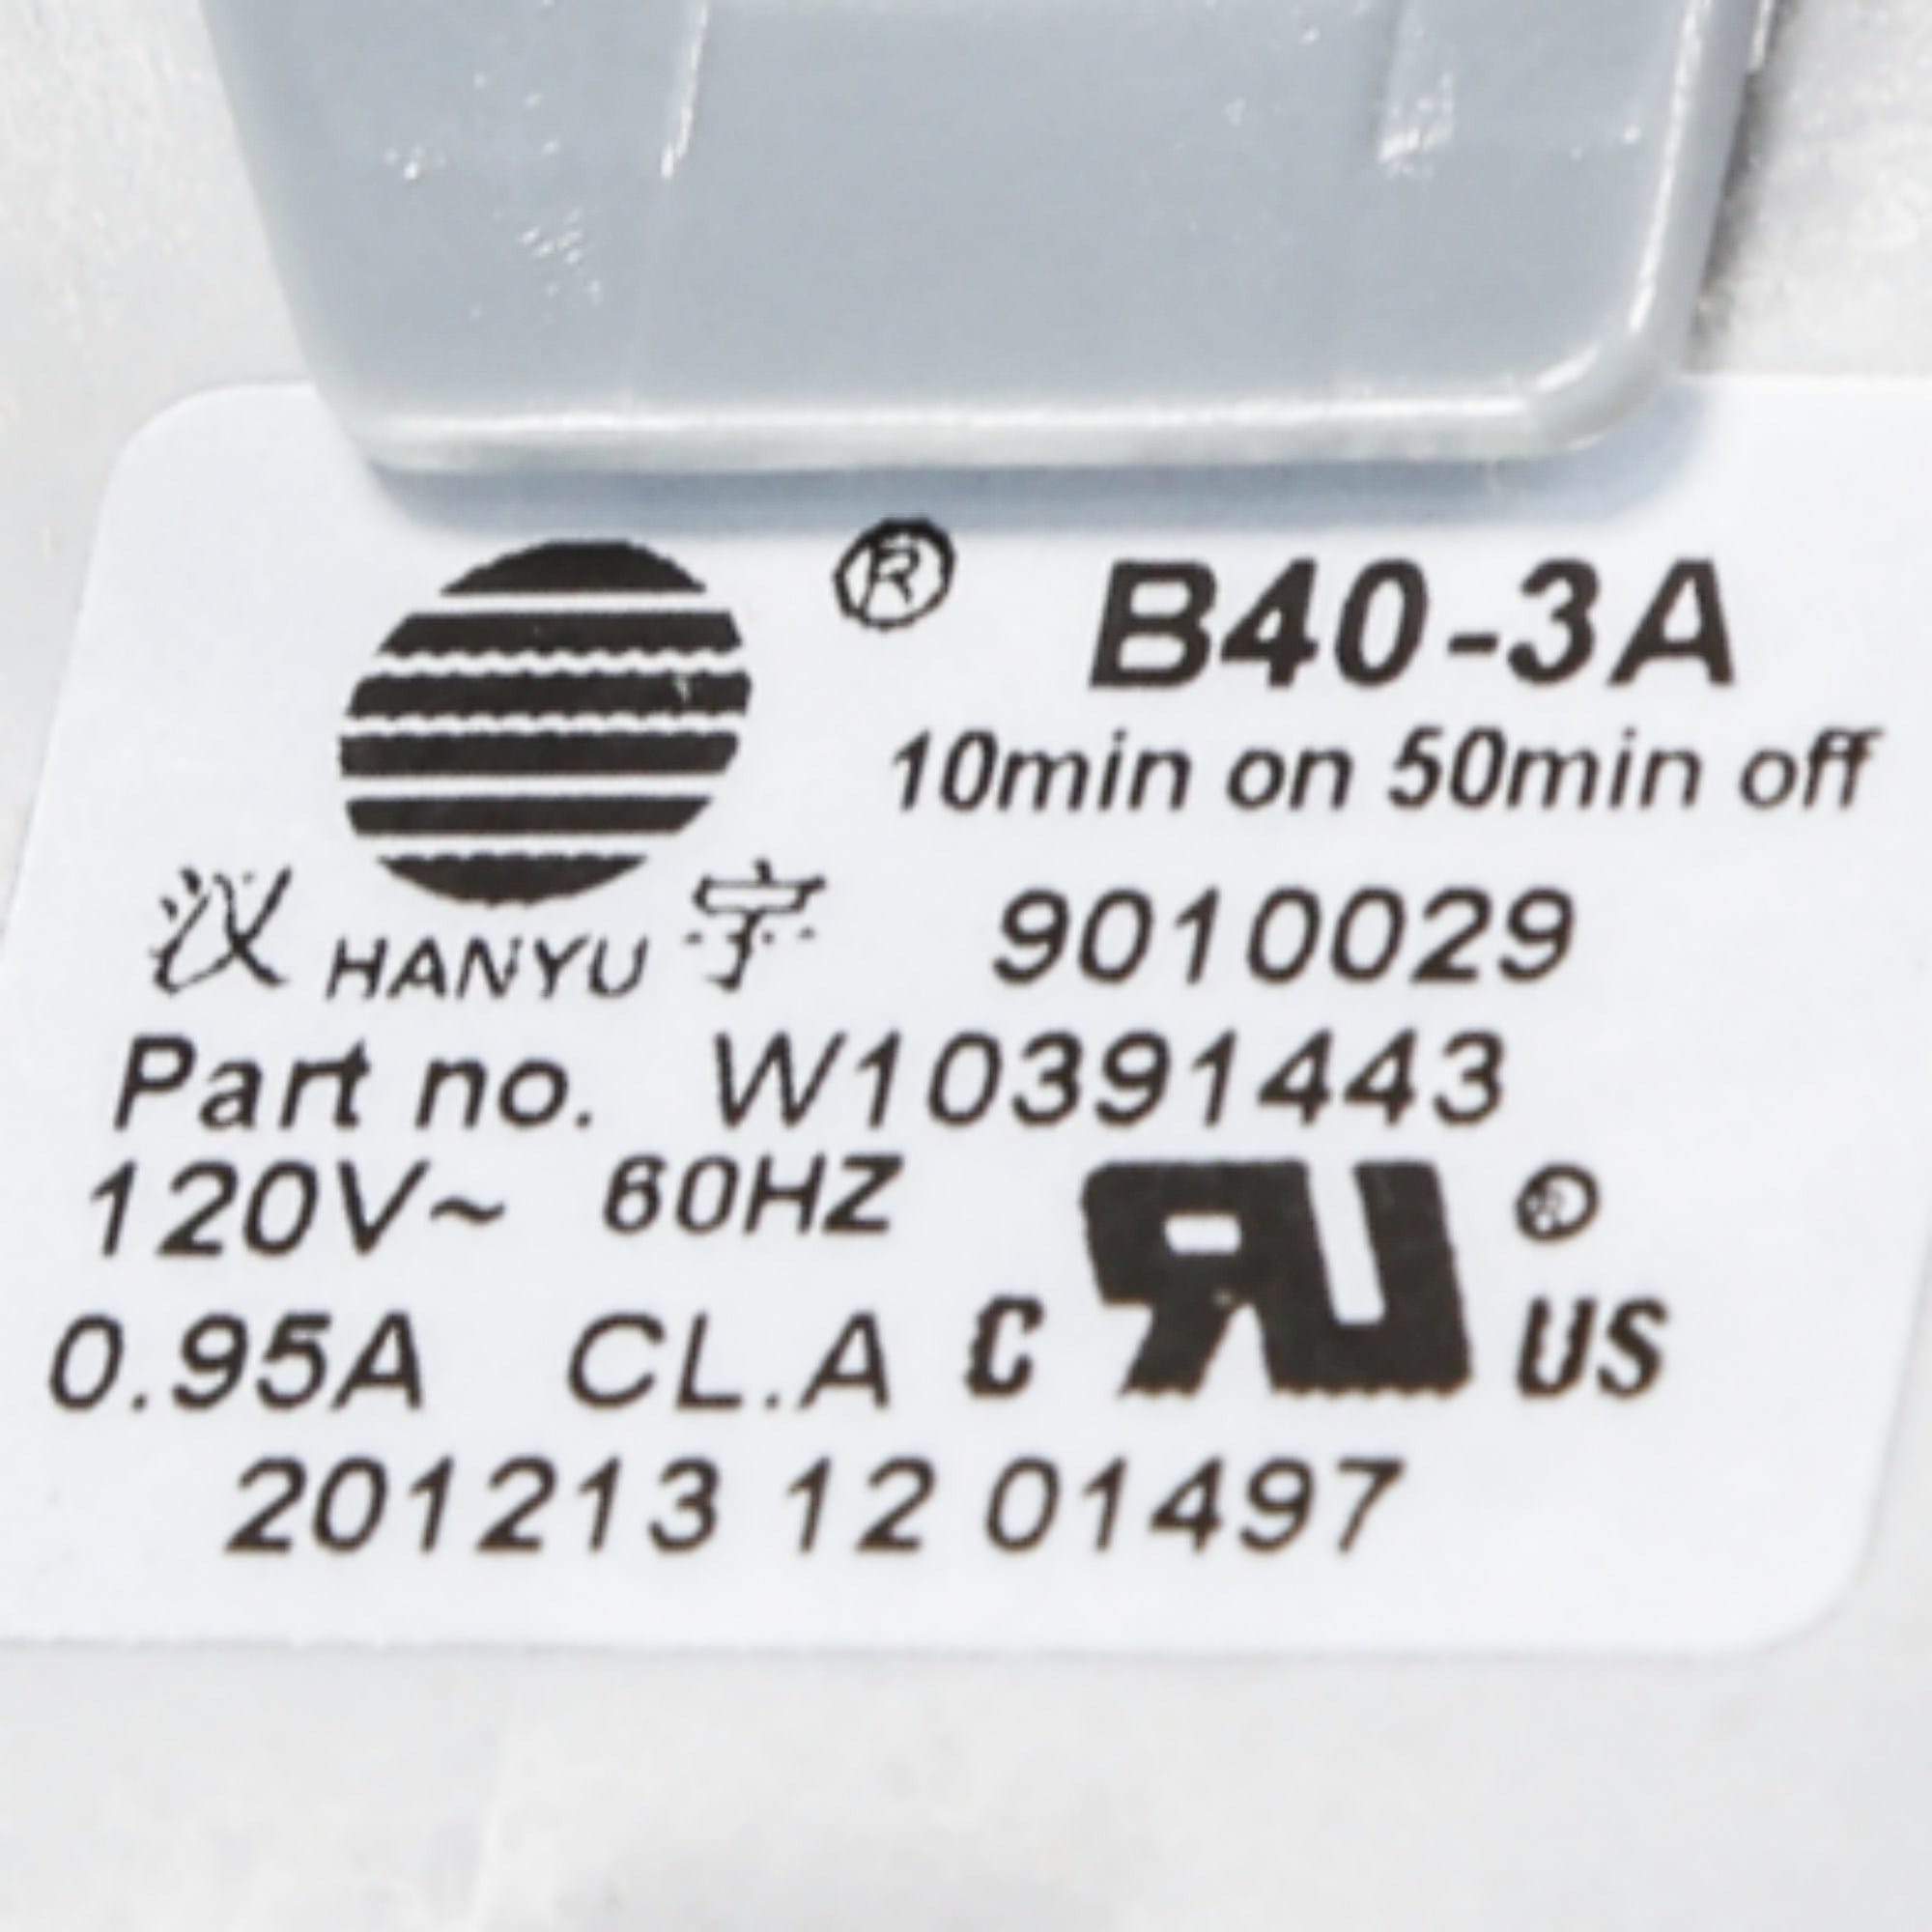 ® B40-3A
10min on 50min off
汉 HANYU 宇 9010029
Part no. W10391443
120V~ 60HZ
0.95A CL.A C RU ® US
201213 12 01497